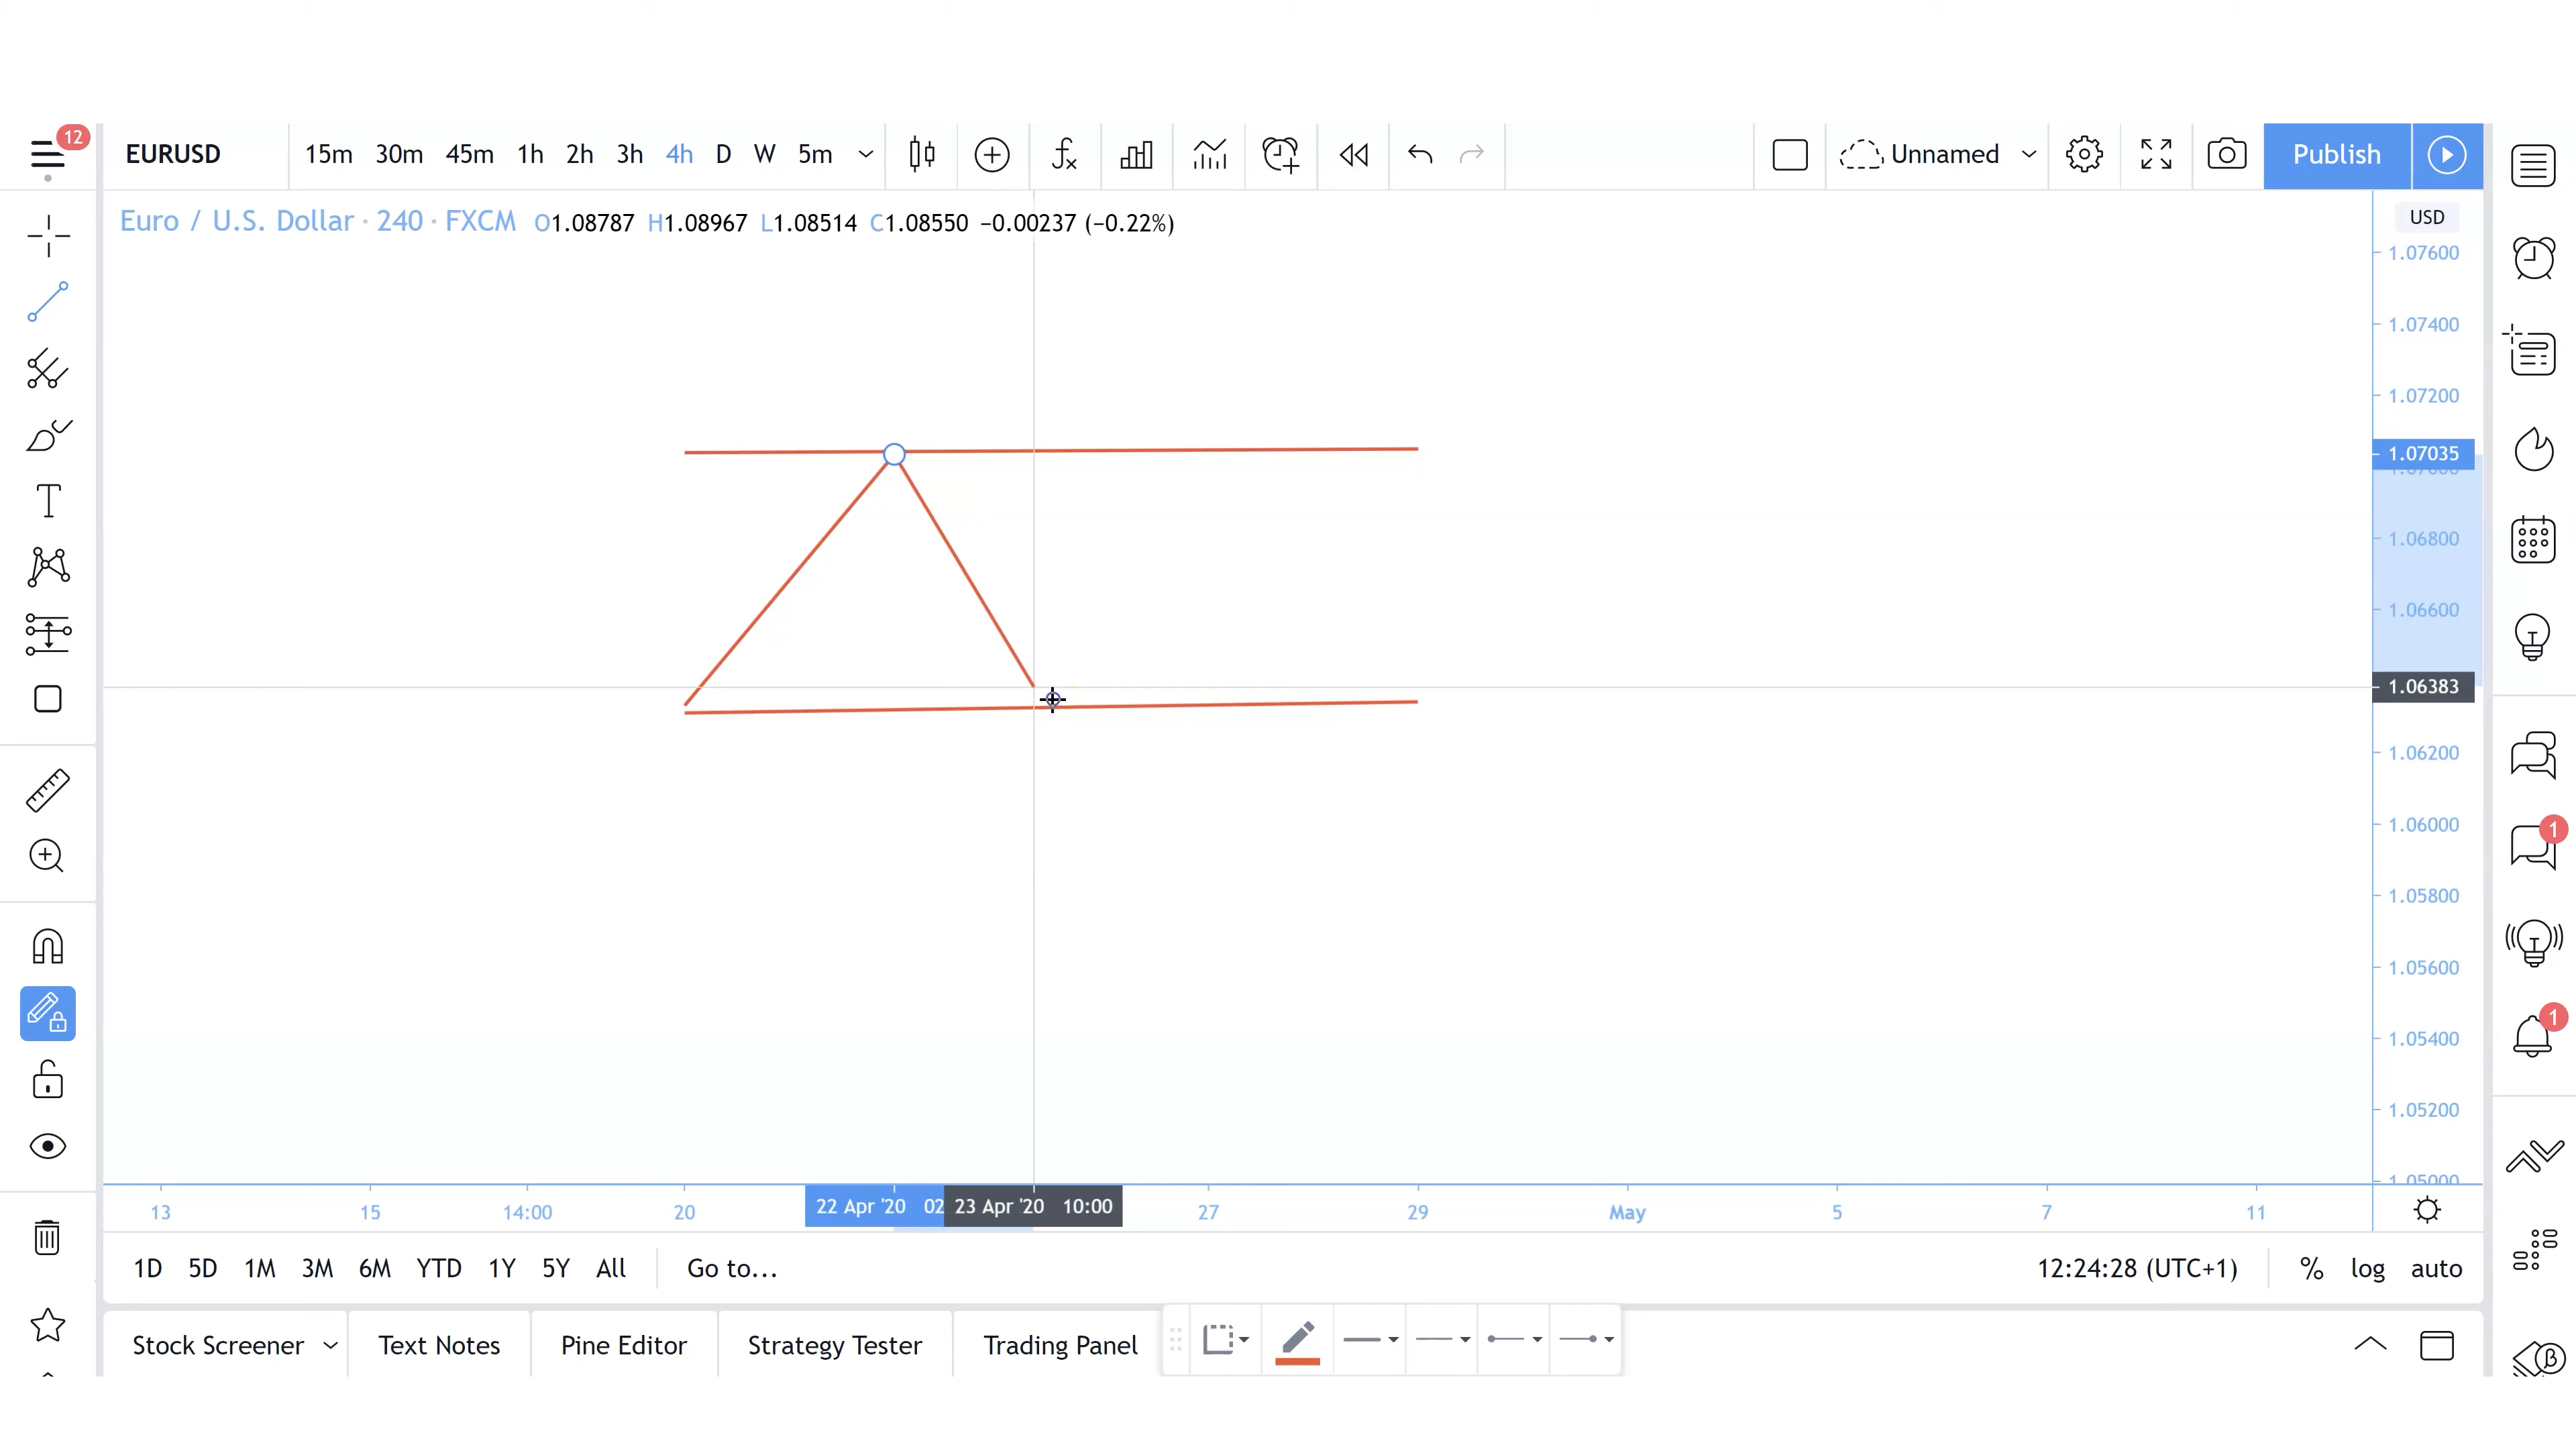 12
EURUSD 15m 30m 45m 1h 2h 3h 4h D W 5m Unnamed Publish
Euro / U.S. Dollar · 240 · FXCM O1.08787 H1.08967 L1.08514 C1.08550 −0.00237 (−0.22%)
USD
1.07600
1.07400
1.07200
1.07035
1.06800
1.06600
1.06383
1.06200
1.06000
1.05800
1
1.05600
1.05400
1
1.05200
13 15 14:00 20 22 Apr '20 02 23 Apr '20 10:00 27 29 May 5 7 11
1D 5D 1M 3M 6M YTD 1Y 5Y All Go to... 12:24:28 (UTC+1) % log auto
Stock Screener Text Notes Pine Editor Strategy Tester Trading Panel β